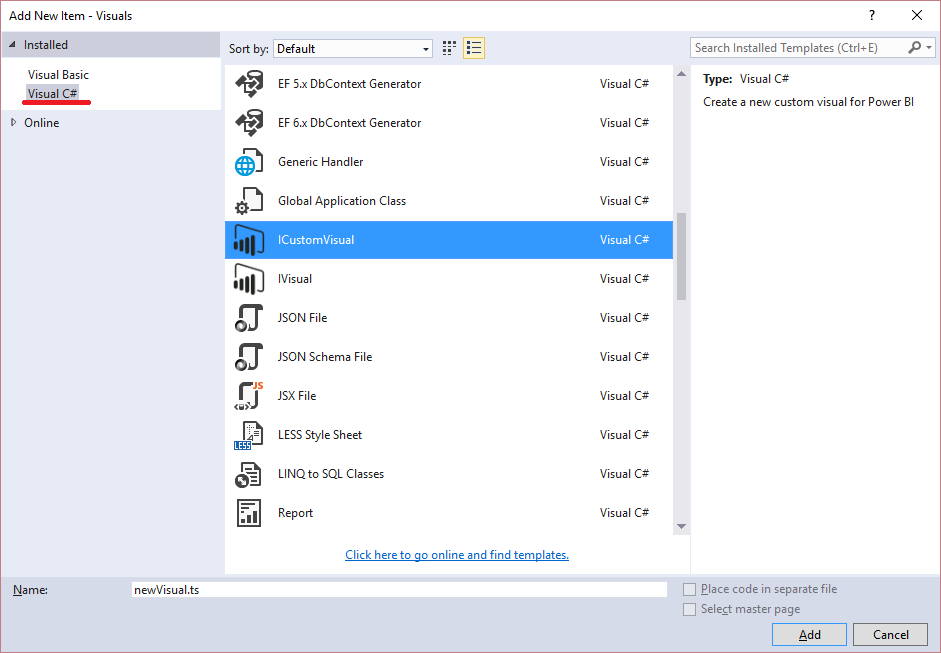 Add New Item - Visuals
?
Installed
Visual Basic
Visual C#
Online
Sort by: Default
Search Installed Templates (Ctrl+E)
EF 5.x DbContext Generator Visual C#
EF 6.x DbContext Generator Visual C#
Generic Handler Visual C#
Global Application Class Visual C#
ICustomVisual Visual C#
IVisual Visual C#
JSON File Visual C#
JSON Schema File Visual C#
JS
JSX File Visual C#
LESS
LESS Style Sheet Visual C#
LINQ to SQL Classes Visual C#
Report Visual C#
Click here to go online and find templates.
Type: Visual C#
Create a new custom visual for Power BI
Name: newVisual.ts
Place code in separate file
Select master page
Add Cancel